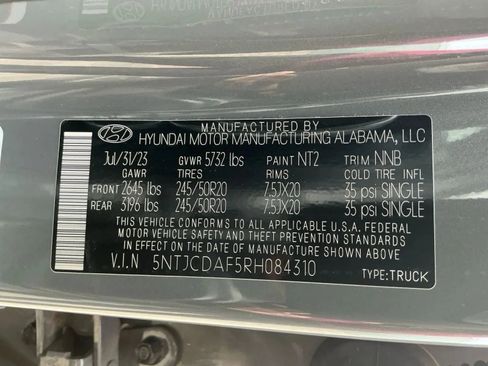 MANUFACTURED BY
HYUNDAI MOTOR MANUFACTURING ALABAMA, LLC
Jul/31/23 GVWR 5732 lbs PAINT NT2 TRIM NNB
GAWR TIRES RIMS COLD TIRE INFL
FRONT 2645 lbs 245/50R20 7.5JX20 35 psi SINGLE
REAR 3196 lbs 245/50R20 7.5JX20 35 psi SINGLE
THIS VEHICLE CONFORMS TO ALL APPLICABLE U.S.A. FEDERAL
MOTOR VEHICLE SAFETY AND THEFT PREVENTION STANDARDS
IN EFFECT ON THE DATE OF MANUFACTURE SHOWN ABOVE.
V.I.N 5NTJCDAF5RH084310
TYPE:TRUCK